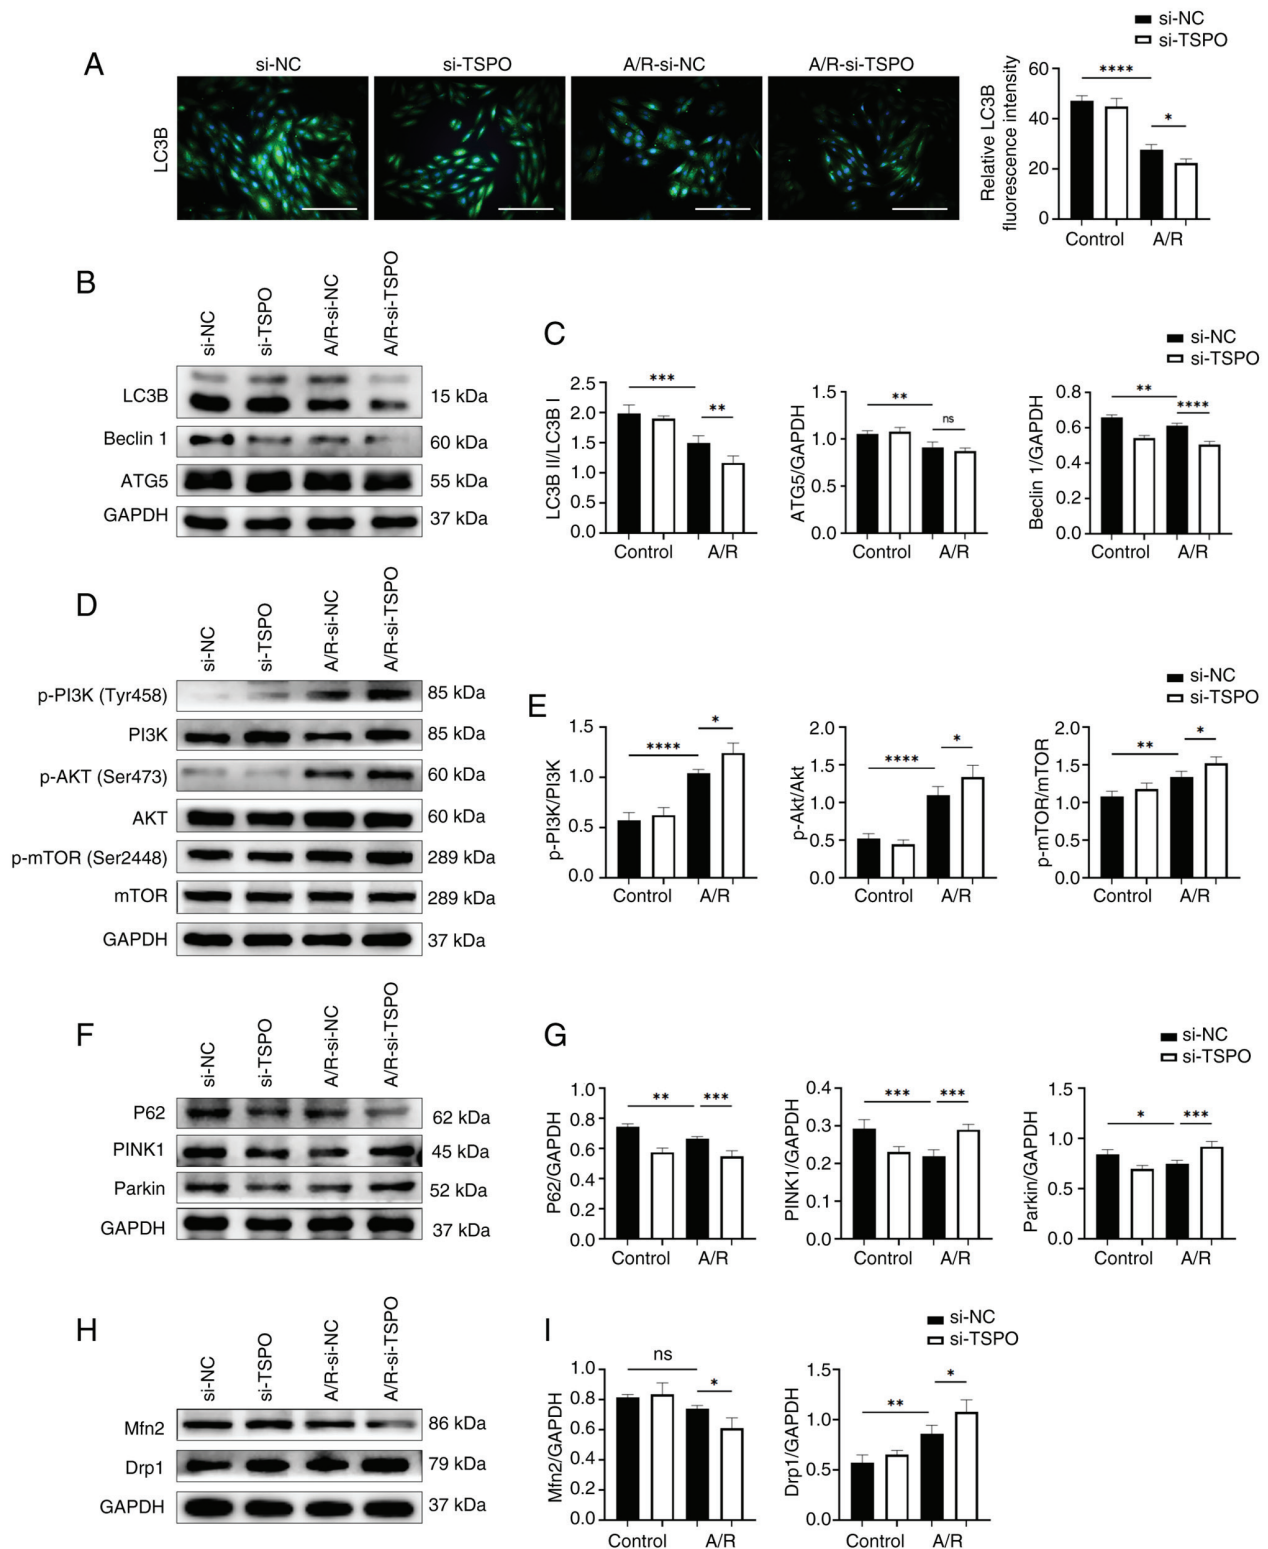 si-NC
si-TSPO
A
si-NC
si-TSPO
A/R-si-NC
A/R-si-TSPO
LC3B
Relative LC3B
fluorescence intensity
60
40
20
0
****
*
Control
A/R
B
si-NC
si-TSPO
A/R-si-NC
A/R-si-TSPO
LC3B
15 kDa
Beclin 1
60 kDa
ATG5
55 kDa
GAPDH
37 kDa
C
si-NC
si-TSPO
LC3B II/LC3B I
2.5
2.0
1.5
1.0
0.5
0.0
***
**
Control
A/R
ATG5/GAPDH
1.5
1.0
0.5
0.0
**
ns
Control
A/R
Beclin 1/GAPDH
0.8
0.6
0.4
0.2
0.0
**
****
Control
A/R
D
si-NC
si-TSPO
A/R-si-NC
A/R-si-TSPO
p-PI3K (Tyr458)
85 kDa
PI3K
85 kDa
p-AKT (Ser473)
60 kDa
AKT
60 kDa
p-mTOR (Ser2448)
289 kDa
mTOR
289 kDa
GAPDH
37 kDa
E
si-NC
si-TSPO
p-PI3K/PI3K
1.5
1.0
0.5
0.0
****
*
Control
A/R
p-Akt/Akt
2.0
1.5
1.0
0.5
0.0
****
*
Control
A/R
p-mTOR/mTOR
2.0
1.5
1.0
0.5
0.0
**
*
Control
A/R
F
si-NC
si-TSPO
A/R-si-NC
A/R-si-TSPO
P62
62 kDa
PINK1
45 kDa
Parkin
52 kDa
GAPDH
37 kDa
G
si-NC
si-TSPO
P62/GAPDH
1.0
0.8
0.6
0.4
0.2
0.0
**
***
Control
A/R
PINK1/GAPDH
0.4
0.3
0.2
0.1
0.0
***
***
Control
A/R
Parkin/GAPDH
1.5
1.0
0.5
0.0
*
***
Control
A/R
H
si-NC
si-TSPO
A/R-si-NC
A/R-si-TSPO
Mfn2
86 kDa
Drp1
79 kDa
GAPDH
37 kDa
I
si-NC
si-TSPO
Mfn2/GAPDH
1.0
0.8
0.6
0.4
0.2
0.0
ns
*
Control
A/R
Drp1/GAPDH
1.5
1.0
0.5
0.0
**
*
Control
A/R